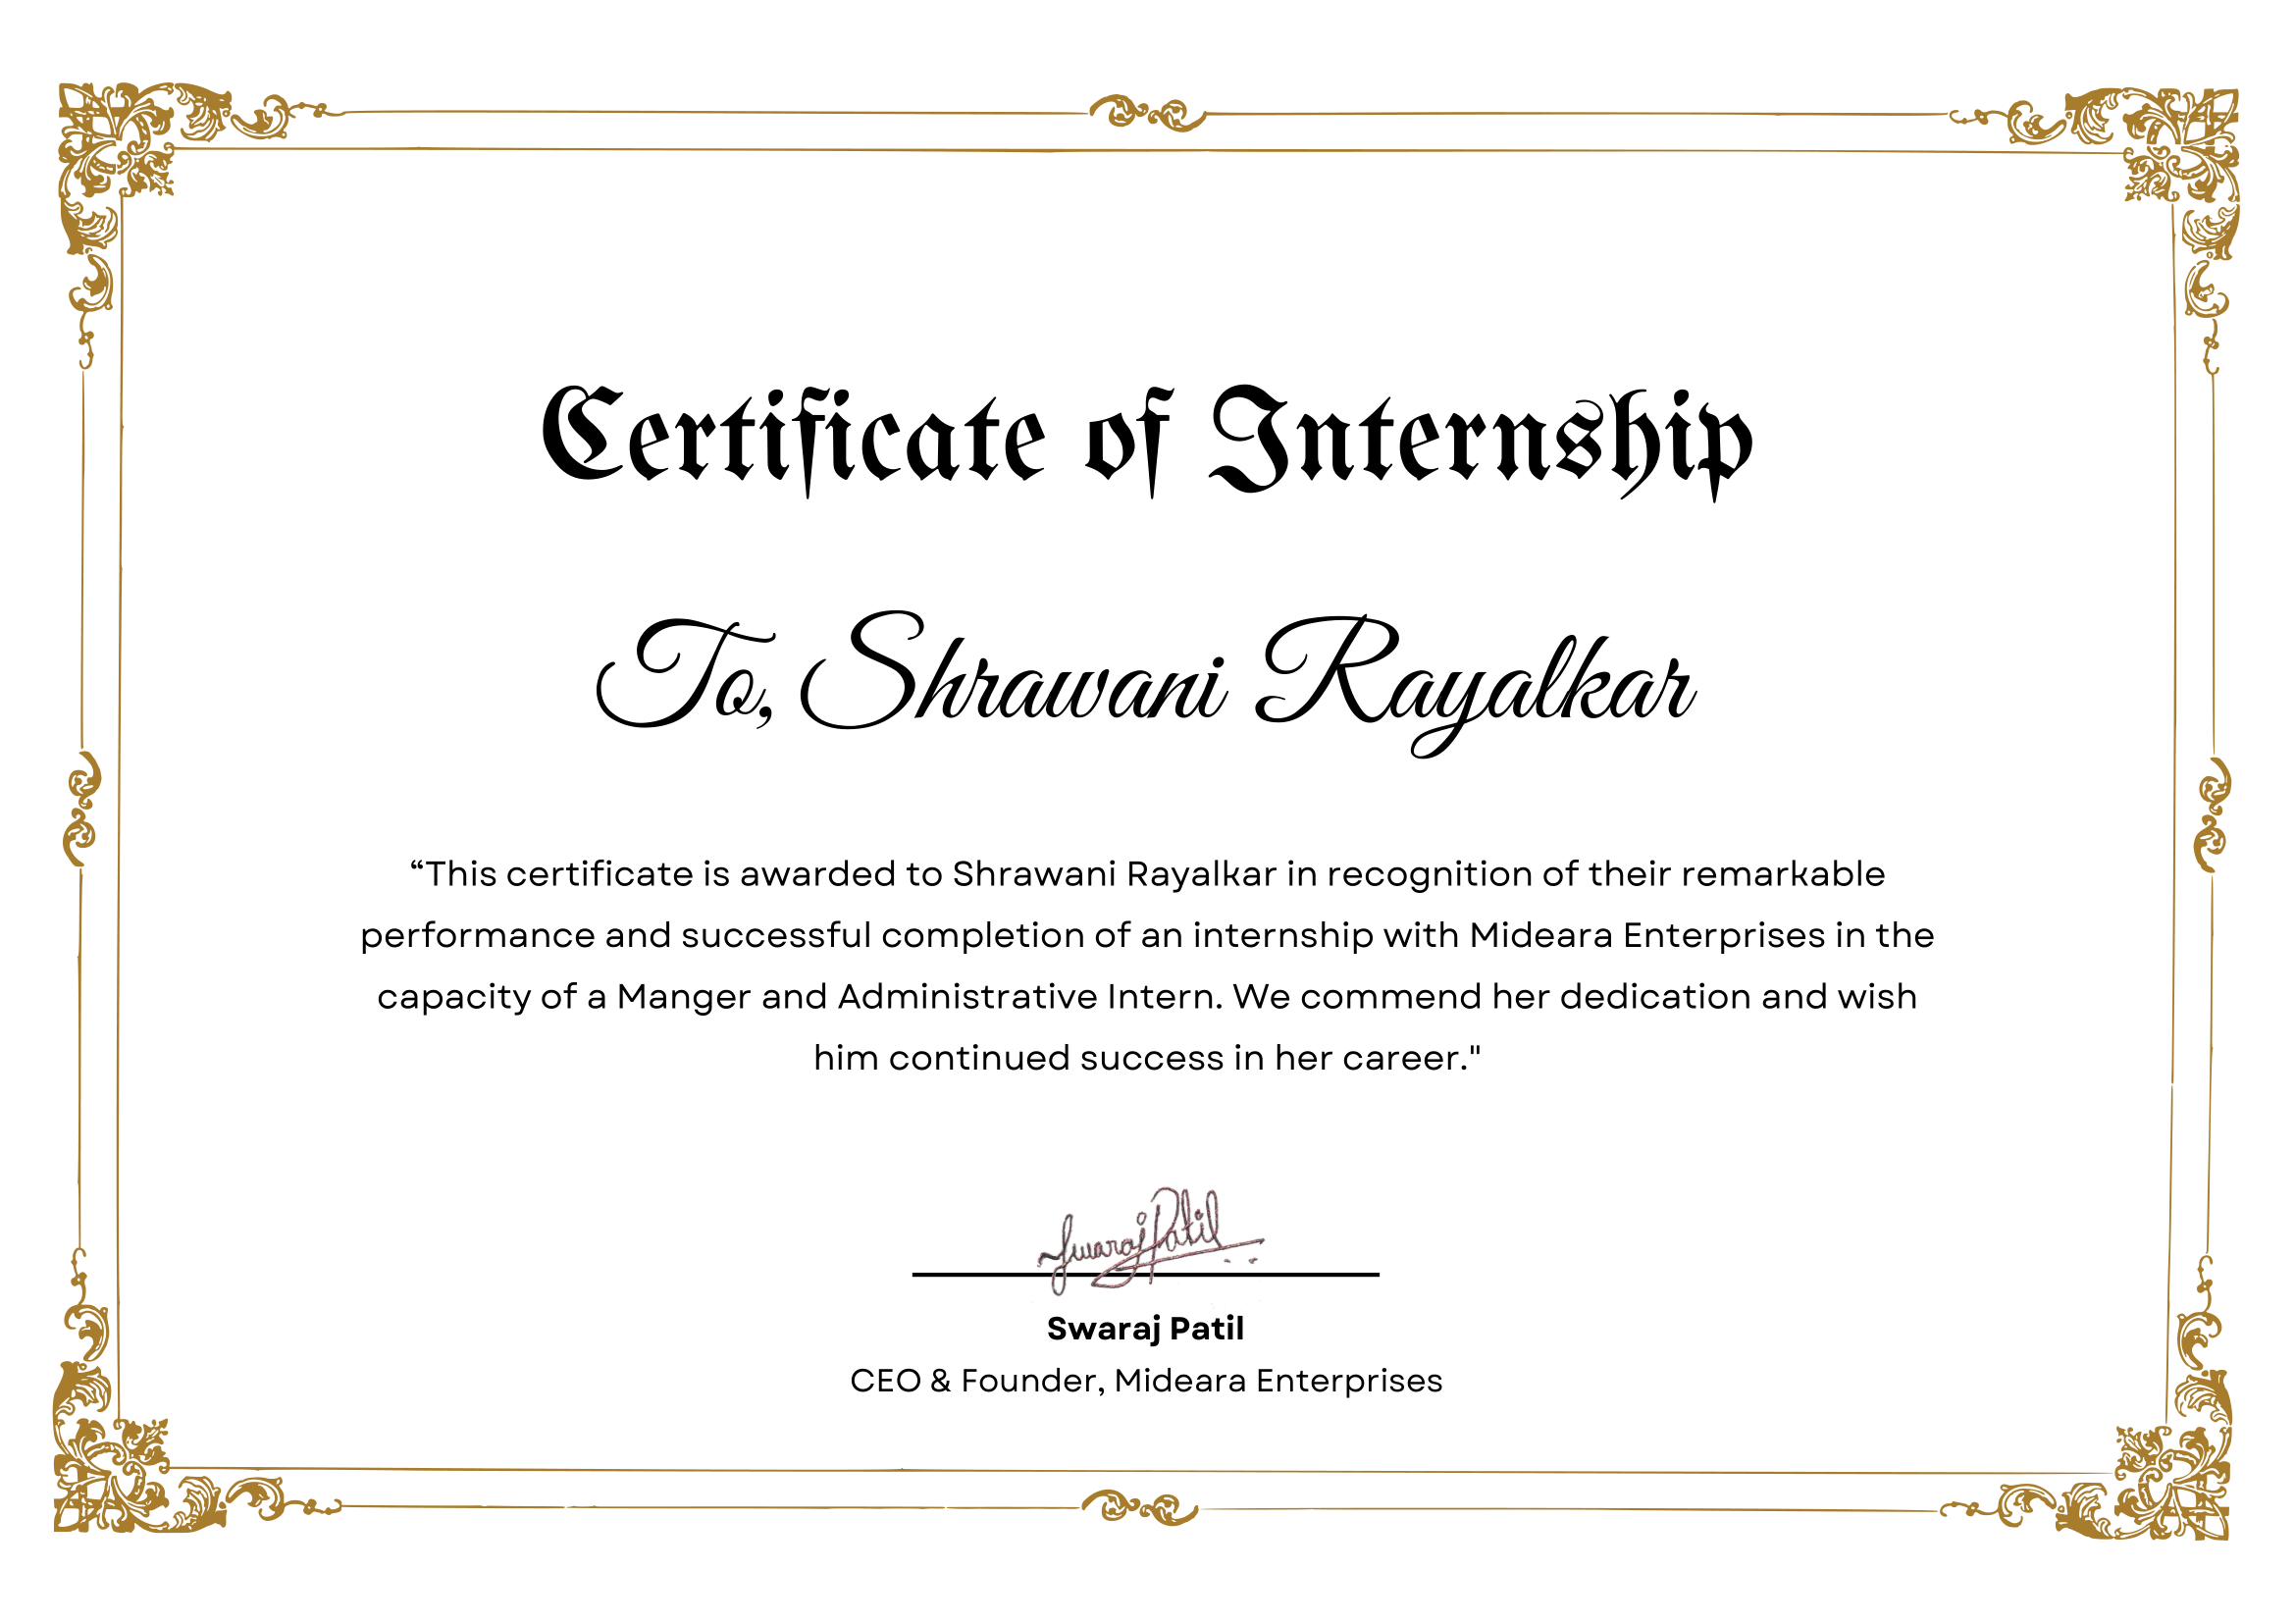 Certificate of Internship
To, Shrawani Rayalkar
“This certificate is awarded to Shrawani Rayalkar in recognition of their remarkable
performance and successful completion of an internship with Mideara Enterprises in the
capacity of a Manger and Administrative Intern. We commend her dedication and wish
him continued success in her career."
Swaraj Patil
Swaraj Patil
CEO & Founder, Mideara Enterprises